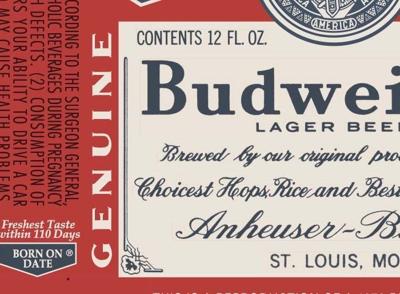 AMERICA
CONTENTS 12 FL. OZ.
Budwei
LAGER BEE
Brewed by our original pro
Choicest Hops, Rice and Best
Anheuser-B
ST. LOUIS, MO
GENUINE
CORDING TO THE SURGEON GENERAL
HOLIC BEVERAGES DURING PREGNANCY
H DEFECTS. (2) CONSUMPTION OF
RS YOUR ABILITY TO DRIVE A CAR
MAY CAUSE HEALTH PROBLEMS
Freshest Taste
within 110 Days
BORN ON ®
DATE